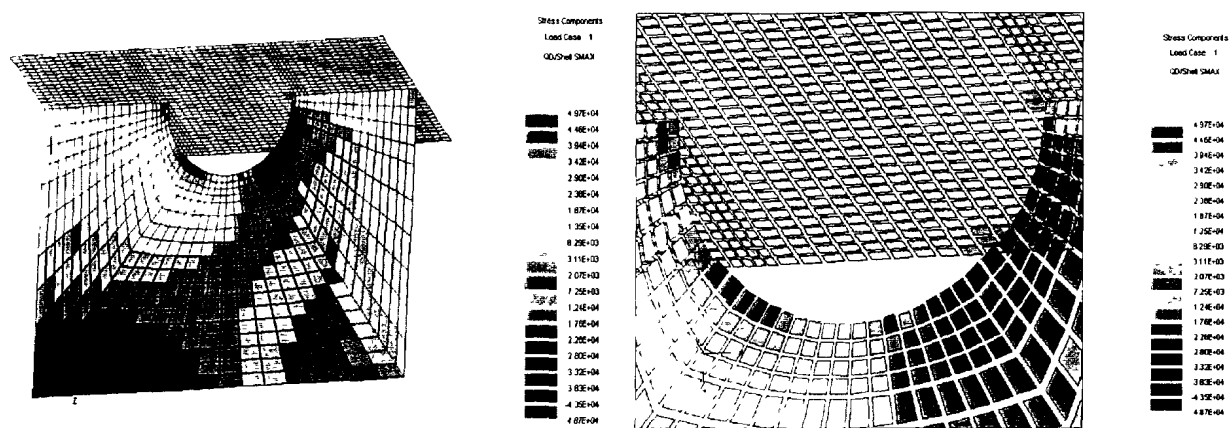 Stress Components
Load Case 1
QD/Shell SMAX
4.97E+04
4.46E+04
3.94E+04
3.42E+04
2.90E+04
2.38E+04
1.87E+04
1.35E+04
8.29E+03
3.11E+03
2.07E+03
7.25E+03
1.24E+04
1.76E+04
2.28E+04
2.80E+04
3.32E+04
3.83E+04
-4.35E+04
4.87E+04
Z
Stress Components
Load Case 1
QD/Shell SMAX
4.97E+04
4.46E+04
3.94E+04
3.42E+04
2.90E+04
2.38E+04
1.87E+04
1.35E+04
8.29E+03
3.11E+03
2.07E+03
7.25E+03
1.24E+04
1.76E+04
2.28E+04
2.80E+04
3.32E+04
3.83E+04
-4.35E+04
4.87E+04